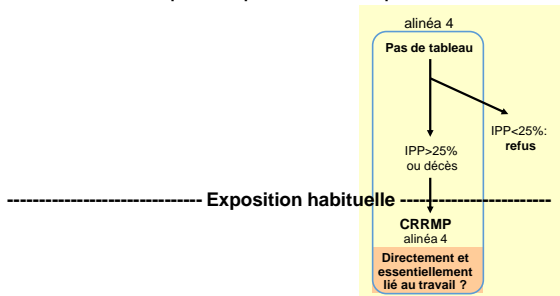 alinéa 4
Pas de tableau
IPP<25%:
refus
IPP>25%
ou décès
------------------------------ Exposition habituelle -----------------------
CRRMP
alinéa 4
Directement et
essentiellement
lié au travail ?